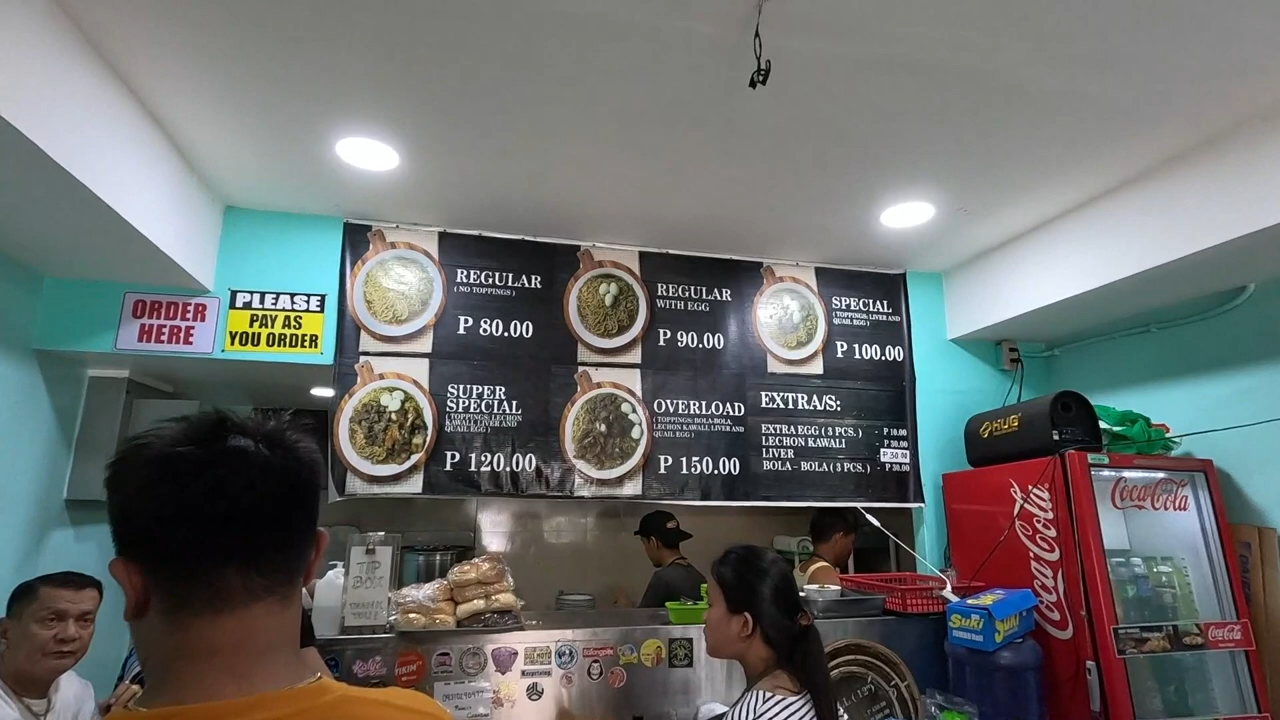 ORDER
HERE
PLEASE
PAY AS
YOU ORDER
REGULAR
( NO TOPPINGS )
P 80.00
REGULAR
WITH EGG
P 90.00
SPECIAL
( TOPPINGS: LIVER AND
QUAIL EGG )
P 100.00
SUPER
SPECIAL
( TOPPINGS: LECHON
KAWALI, LIVER AND
QUAIL EGG )
P 120.00
OVERLOAD
( TOPPINGS: BOLA-BOLA,
LECHON KAWALI, LIVER AND
QUAIL EGG )
P 150.00
EXTRA/S:
EXTRA EGG ( 3 PCS. ) - P 10.00
LECHON KAWALI - P 30.00
LIVER P 30.00
BOLA - BOLA ( 3 PCS. ) - P 30.00
KUG
Coca-Cola
Coca-Cola
Coca-Cola
Suki
Suki
TIP
BOX